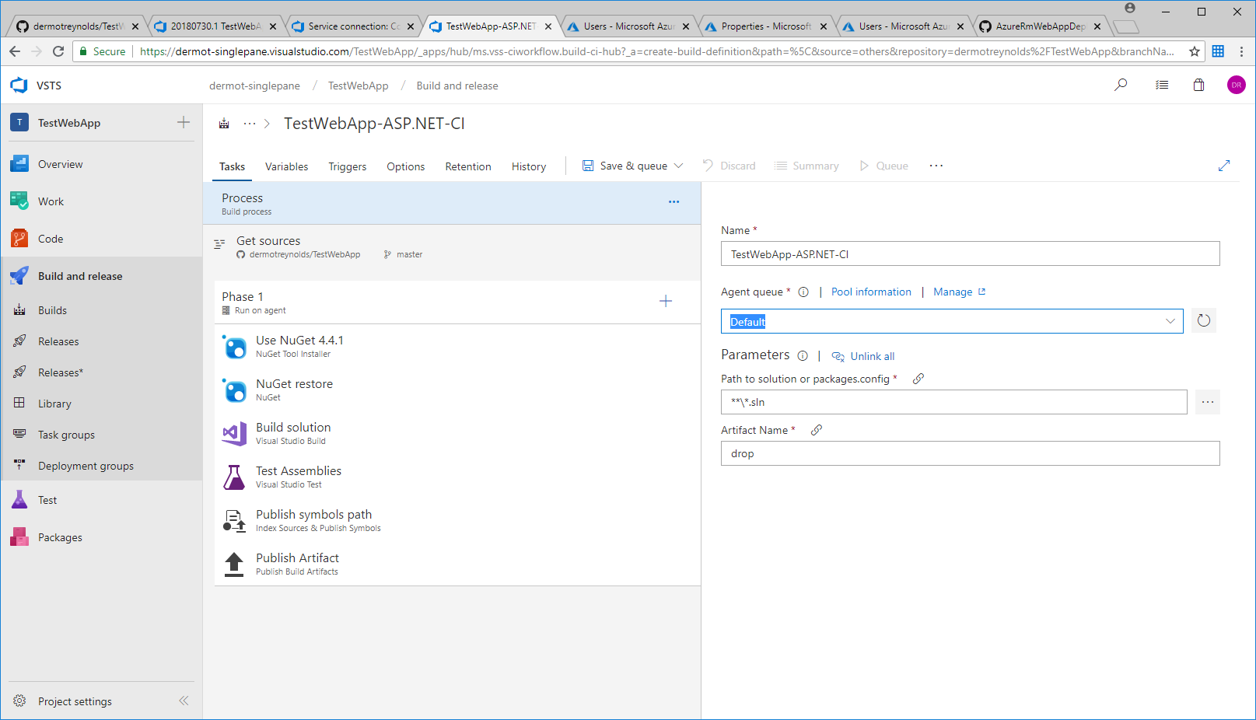 dermotreynolds/TestW
20180730.1 TestWebA
Service connection: Co
TestWebApp-ASP.NET
Users - Microsoft Azur
Properties - Microsoft
Users - Microsoft Azur
AzureRmWebAppDep
Secure
https://dermot-singlepane.visualstudio.com/TestWebApp/_apps/hub/ms.vss-ciworkflow.build-ci-hub?_a=create-build-definition&path=%5C&source=others&repository=dermotreynolds%2FTestWebApp&branchNa...
VSTS
dermot-singlepane / TestWebApp / Build and release
DR
TestWebApp
Overview
Work
Code
Build and release
Builds
Releases
Releases*
Library
Task groups
Deployment groups
Test
Packages
Project settings
... > TestWebApp-ASP.NET-CI
Tasks Variables Triggers Options Retention History Save & queue Discard Summary Queue ...
Process
Build process
...
Get sources
dermotreynolds/TestWebApp master
Phase 1
Run on agent
Use NuGet 4.4.1
NuGet Tool Installer
NuGet restore
NuGet
Build solution
Visual Studio Build
Test Assemblies
Visual Studio Test
Publish symbols path
Index Sources & Publish Symbols
Publish Artifact
Publish Build Artifacts
Name *
TestWebApp-ASP.NET-CI
Agent queue * | Pool information | Manage
Default
Parameters | Unlink all
Path to solution or packages.config *
**\*.sln
...
Artifact Name *
drop